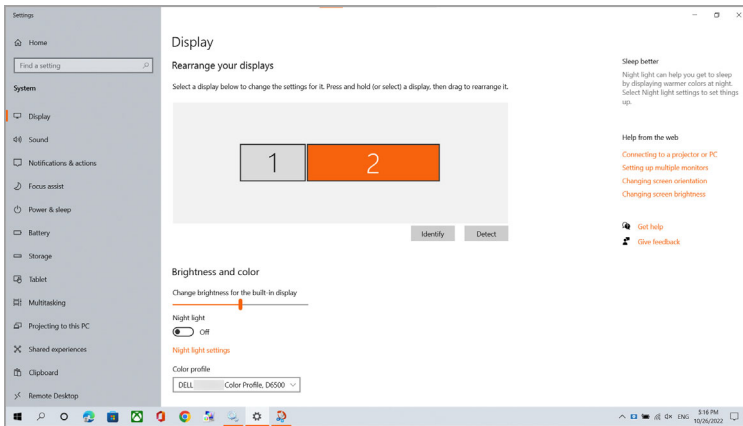 Settings
Home
Find a setting
System
Display
Sound
Notifications & actions
Focus assist
Power & sleep
Battery
Storage
Tablet
Multitasking
Projecting to this PC
Shared experiences
Clipboard
Remote Desktop
Display
Rearrange your displays
Select a display below to change the settings for it. Press and hold (or select) a display, then drag to rearrange it.
1
2
Identify
Detect
Brightness and color
Change brightness for the built-in display
Night light
Off
Night light settings
Color profile
DELL Color Profile, D6500
Sleep better
Night light can help you get to sleep
by displaying warmer colors at night.
Select Night light settings to set things
up.
Help from the web
Connecting to a projector or PC
Setting up multiple monitors
Changing screen orientation
Changing screen brightness
Get help
Give feedback
ENG
5:16 PM
10/26/2022